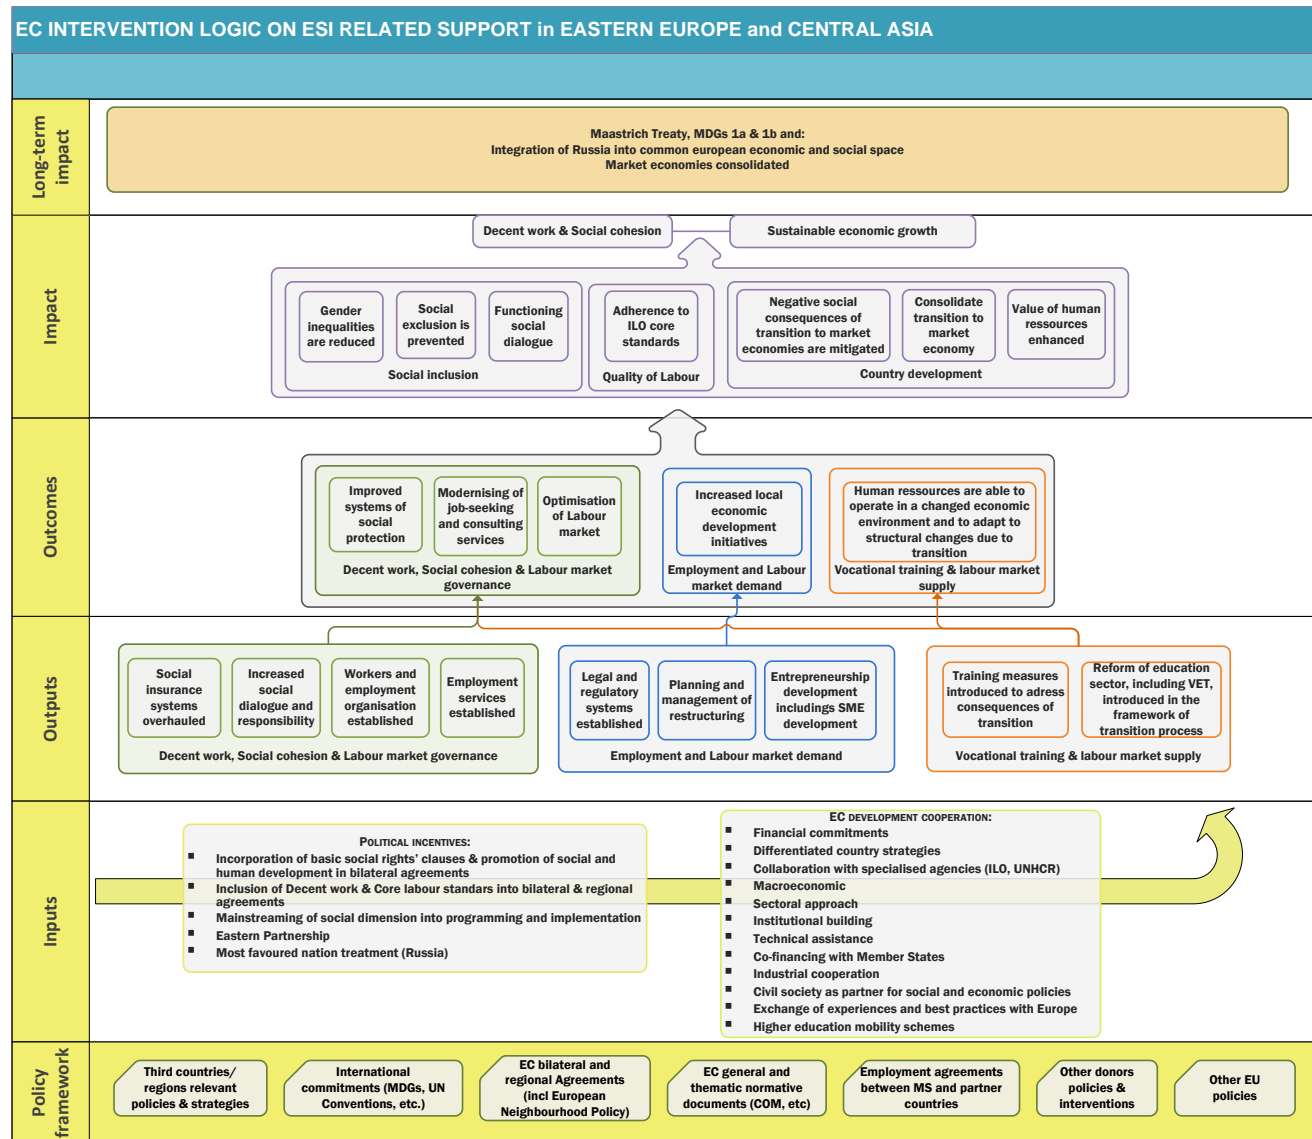 EC INTERVENTION LOGIC ON ESI RELATED SUPPORT in EASTERN EUROPE and CENTRAL ASIA
Long-term
impact
Maastrich Treaty, MDGs 1a & 1b and:
Integration of Russia into common european economic and social space
Market economies consolidated
Impact
Decent work & Social cohesion
Sustainable economic growth
Gender
inequalities
are reduced
Social
exclusion is
prevented
Functioning
social
dialogue
Social inclusion
Adherence to
ILO core
standards
Quality of Labour
Negative social
consequences of
transition to market
economies are mitigated
Consolidate
transition to
market
economy
Value of human
ressources
enhanced
Country development
Outcomes
Improved
systems of
social
protection
Modernising of
job-seeking
and consulting
services
Optimisation
of Labour
market
Decent work, Social cohesion & Labour market
governance
Increased local
economic
development
initiatives
Employment and Labour
market demand
Human ressources are able to
operate in a changed economic
environment and to adapt to
structural changes due to
transition
Vocational training & labour market
supply
Outputs
Social
insurance
systems
overhauled
Increased
social
dialogue and
responsibility
Workers and
employment
organisation
established
Employment
services
established
Decent work, Social cohesion & Labour market governance
Legal and
regulatory
systems
established
Planning and
management of
restructuring
Entrepreneurship
development
includings SME
development
Employment and Labour market demand
Training measures
introduced to adress
consequences of
transition
Reform of education
sector, including VET,
introduced in the
framework of
transition process
Vocational training & labour market supply
Inputs
POLITICAL INCENTIVES:
▪ Incorporation of basic social rights' clauses & promotion of social and
human development in bilateral agreements
▪ Inclusion of Decent work & Core labour standars into bilateral & regional
agreements
▪ Mainstreaming of social dimension into programming and implementation
▪ Eastern Partnership
▪ Most favoured nation treatment (Russia)
EC DEVELOPMENT COOPERATION:
▪ Financial commitments
▪ Differentiated country strategies
▪ Collaboration with specialised agencies (ILO, UNHCR)
▪ Macroeconomic
▪ Sectoral approach
▪ Institutional building
▪ Technical assistance
▪ Co-financing with Member States
▪ Industrial cooperation
▪ Civil society as partner for social and economic policies
▪ Exchange of experiences and best practices with Europe
▪ Higher education mobility schemes
Policy
framework
Third countries/
regions relevant
policies & strategies
International
commitments (MDGs, UN
Conventions, etc.)
EC bilateral and
regional Agreements
(incl European
Neighbourhood Policy)
EC general and
thematic normative
documents (COM, etc)
Employment agreements
between MS and partner
countries
Other donors
policies &
interventions
Other EU
policies